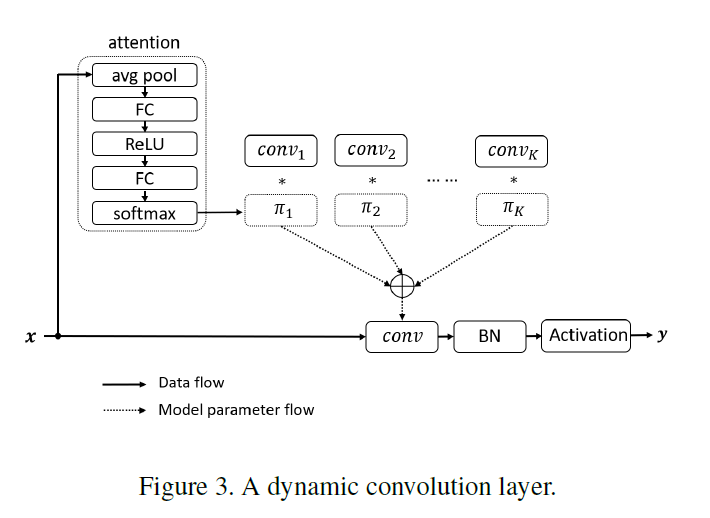 attention
avg pool
FC
ReLU
FC
softmax
conv₁ conv₂ convK
* * ... ... *
π₁ π₂ πK
x conv BN Activation y
Data flow
Model parameter flow
Figure 3. A dynamic convolution layer.